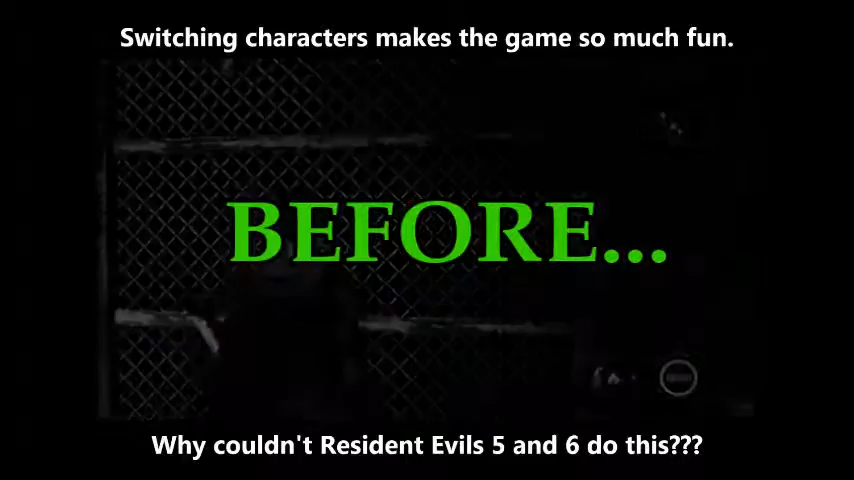 Switching characters makes the game so much fun.
BEFORE...
Why couldn't Resident Evils 5 and 6 do this???